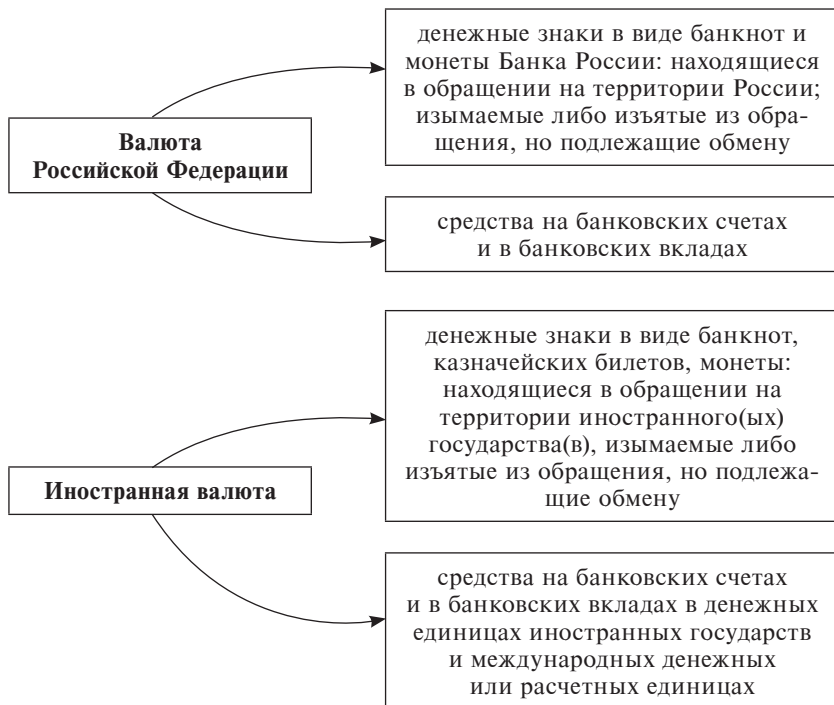 денежные знаки в виде банкнот и
монеты Банка России: находящиеся
в обращении на территории России;
изымаемые либо изъятые из обра-
щения, но подлежащие обмену
Валюта
Российской Федерации
средства на банковских счетах
и в банковских вкладах
денежные знаки в виде банкнот,
казначейских билетов, монеты:
находящиеся в обращении на
территории иностранного(ых)
государства(в), изымаемые либо
изъятые из обращения, но подлежа-
щие обмену
Иностранная валюта
средства на банковских счетах
и в банковских вкладах в денежных
единицах иностранных государств
и международных денежных
или расчетных единицах